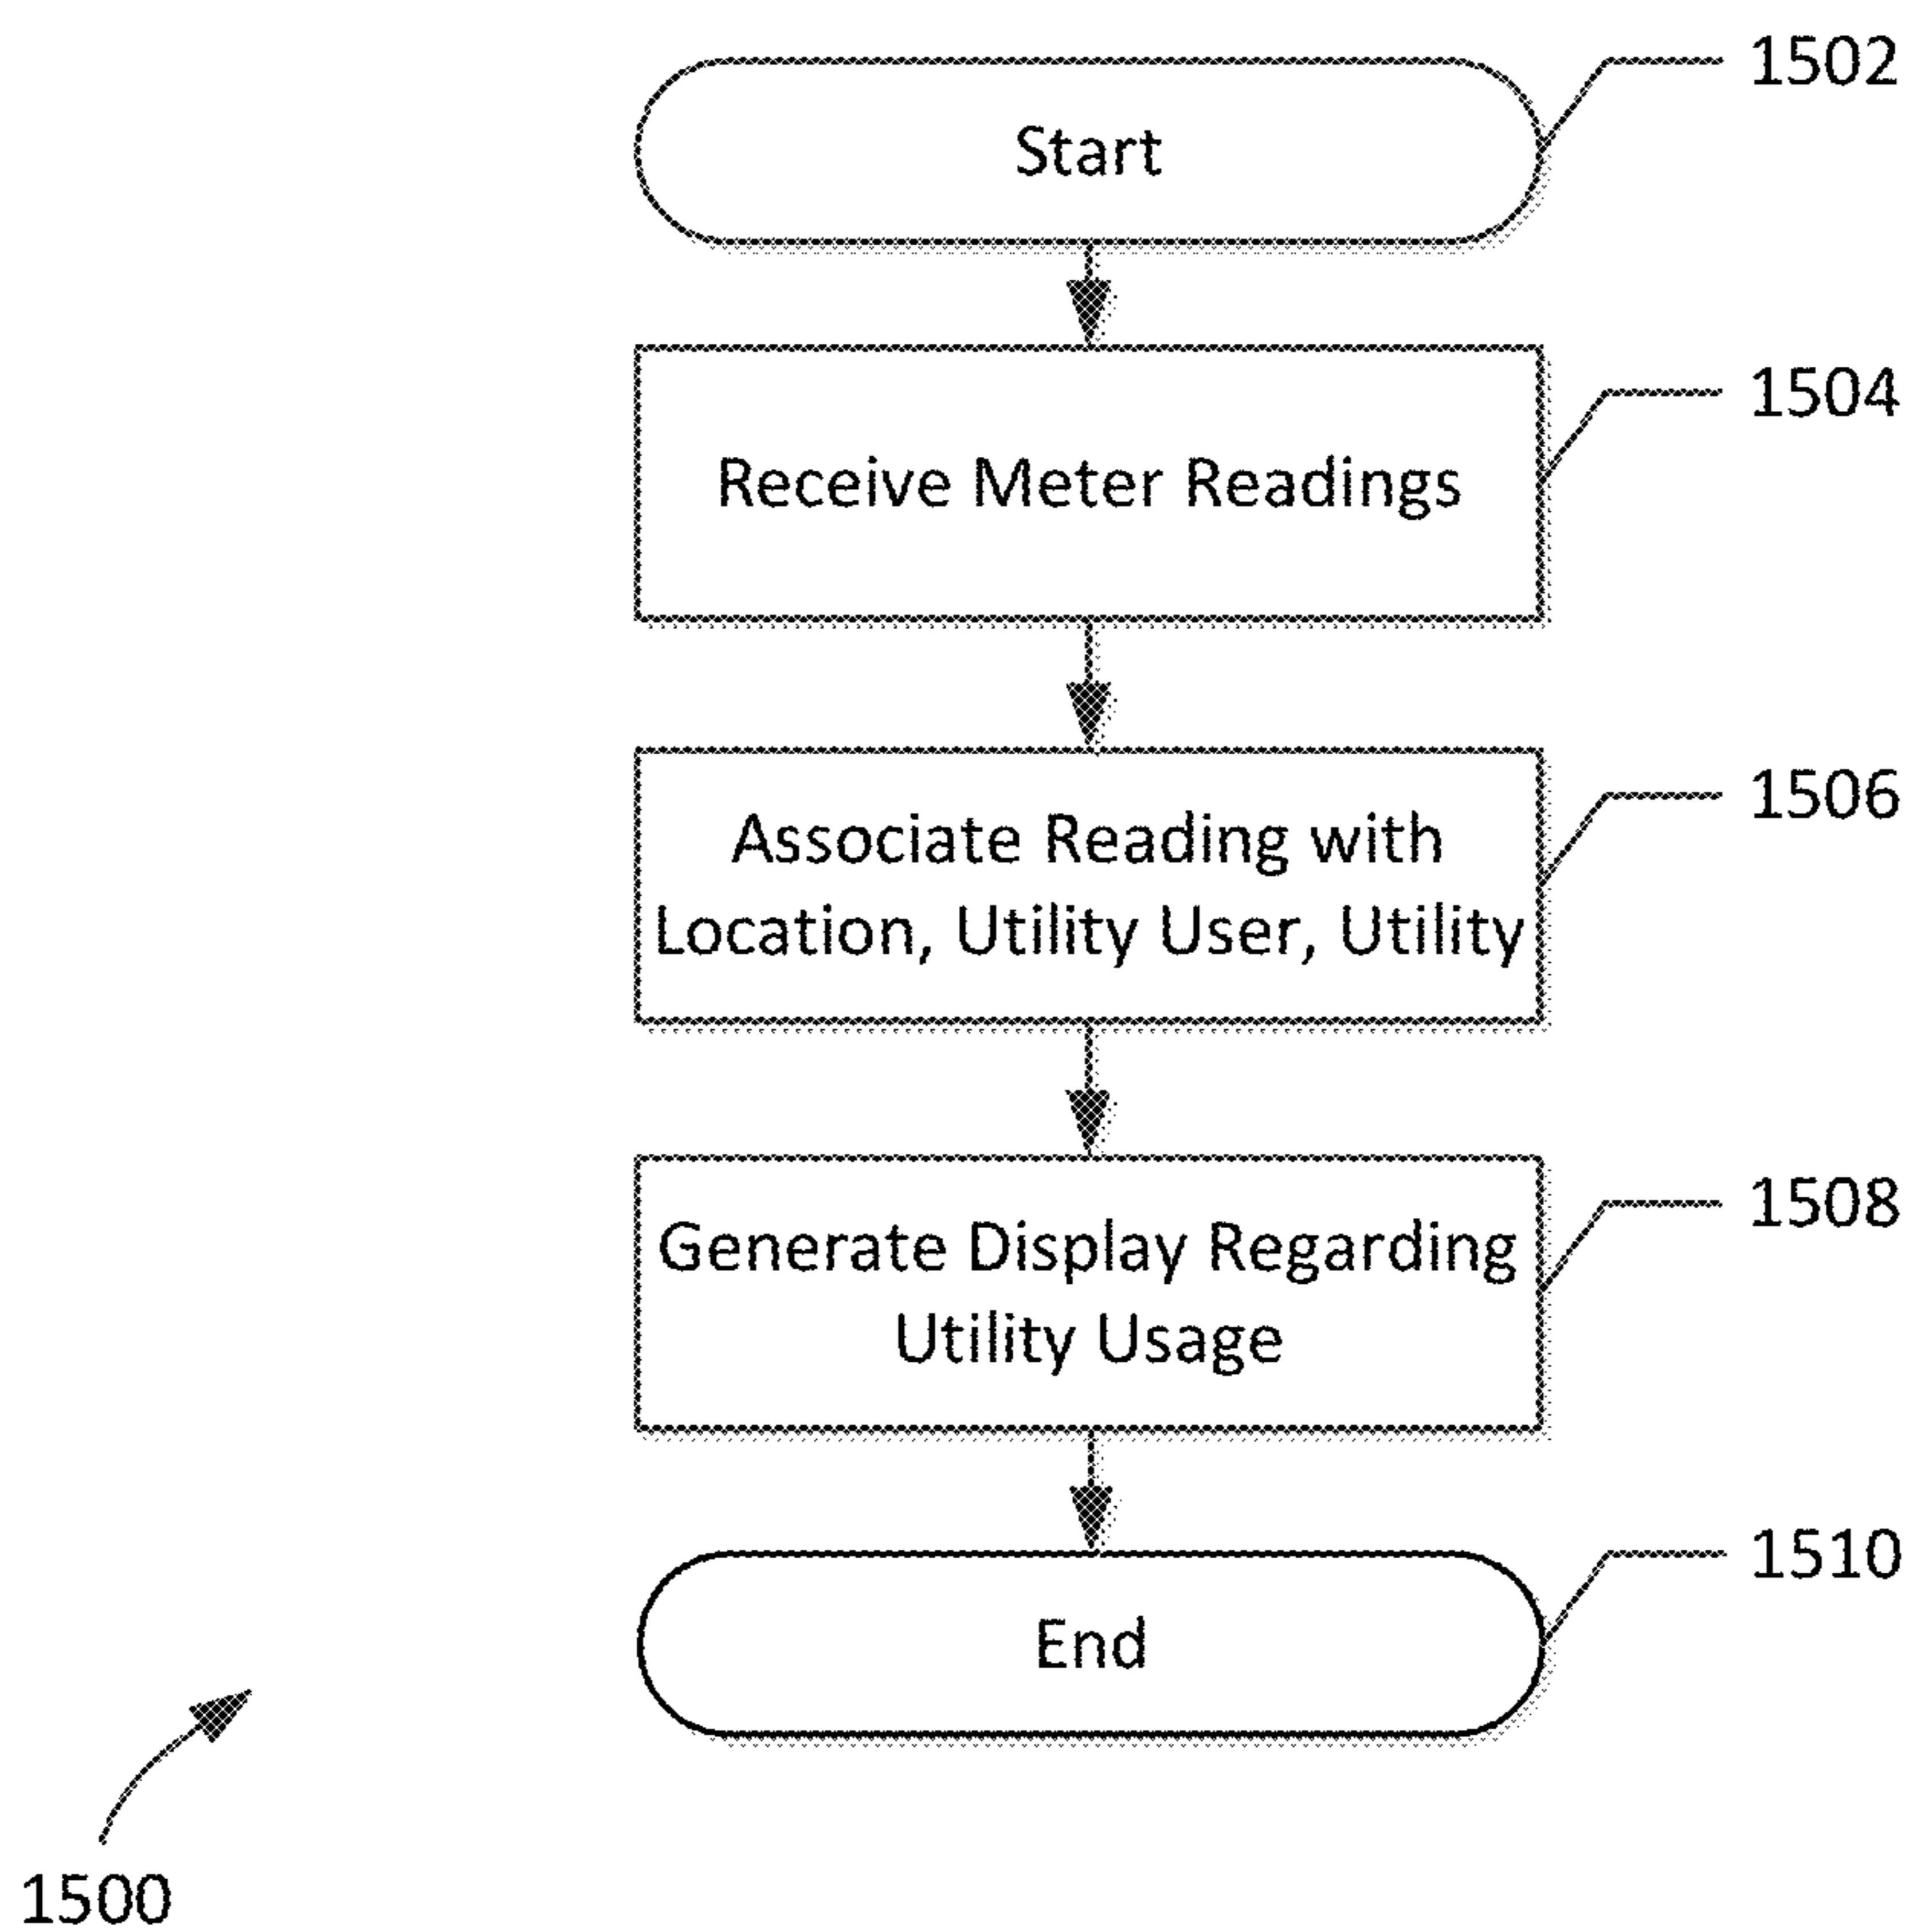 1502
Start
1504
Receive Meter Readings
1506
Associate Reading with
Location, Utility User, Utility
1508
Generate Display Regarding
Utility Usage
1510
End
1500